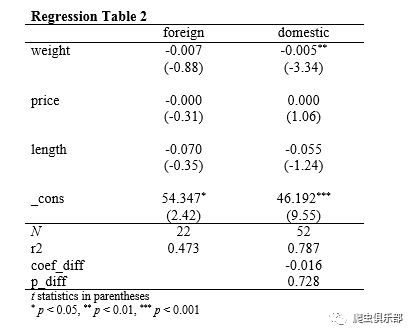 Regression Table 2
foreign domestic
weight -0.007 -0.005**
(-0.88) (-3.34)
price -0.000 0.000
(-0.31) (1.06)
length -0.070 -0.055
(-0.35) (-1.24)
_cons 54.347* 46.192***
(2.42) (9.55)
N 22 52
r2 0.473 0.787
coef_diff -0.016
p_diff 0.728
t statistics in parentheses
* p < 0.05, ** p < 0.01, *** p < 0.001
爬虫俱乐部